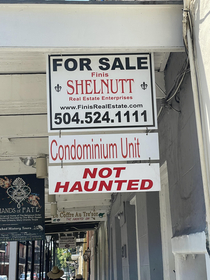 FOR SALE
Finis
SHELNUTT
Real Estate Enterprises
www.FinisRealEstate.com
504.524.1111
Condominium Unit
NOT
HAUNTED